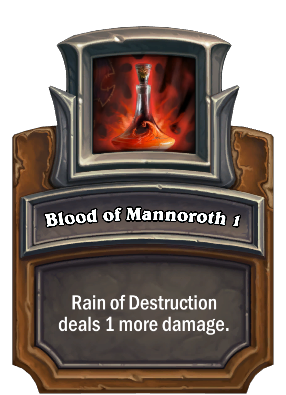 Blood of Mannoroth 1
Rain of Destruction
deals 1 more damage.